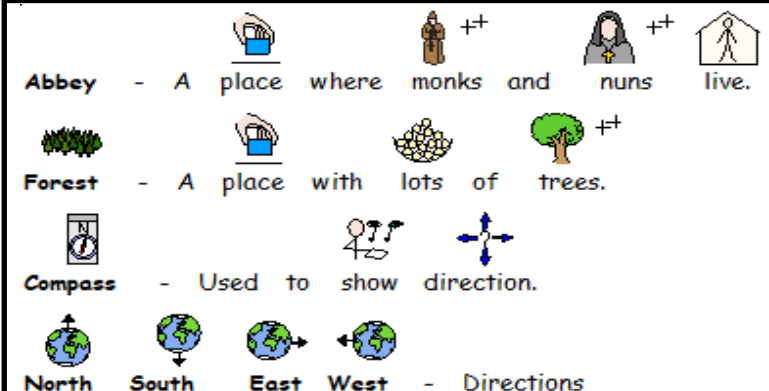 Abbey - A place where monks and nuns live.
Forest - A place with lots of trees.
Compass - Used to show direction.
North South East West - Directions